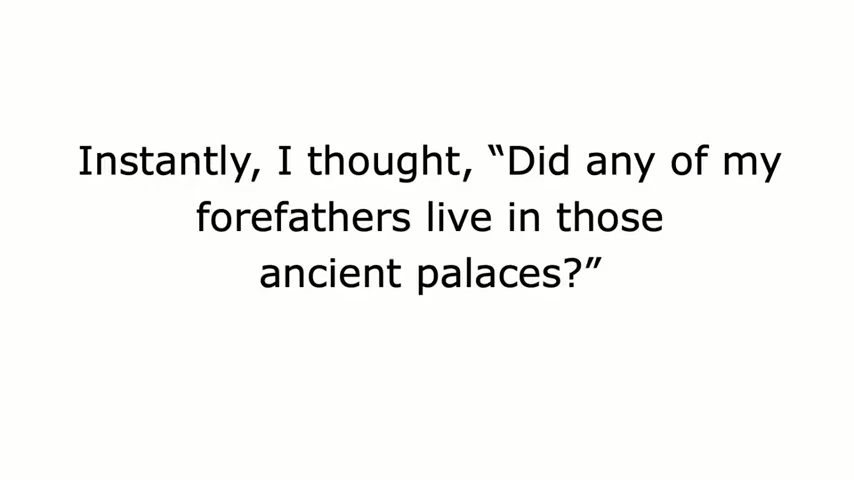 Instantly, I thought, “Did any of my
forefathers live in those
ancient palaces?”